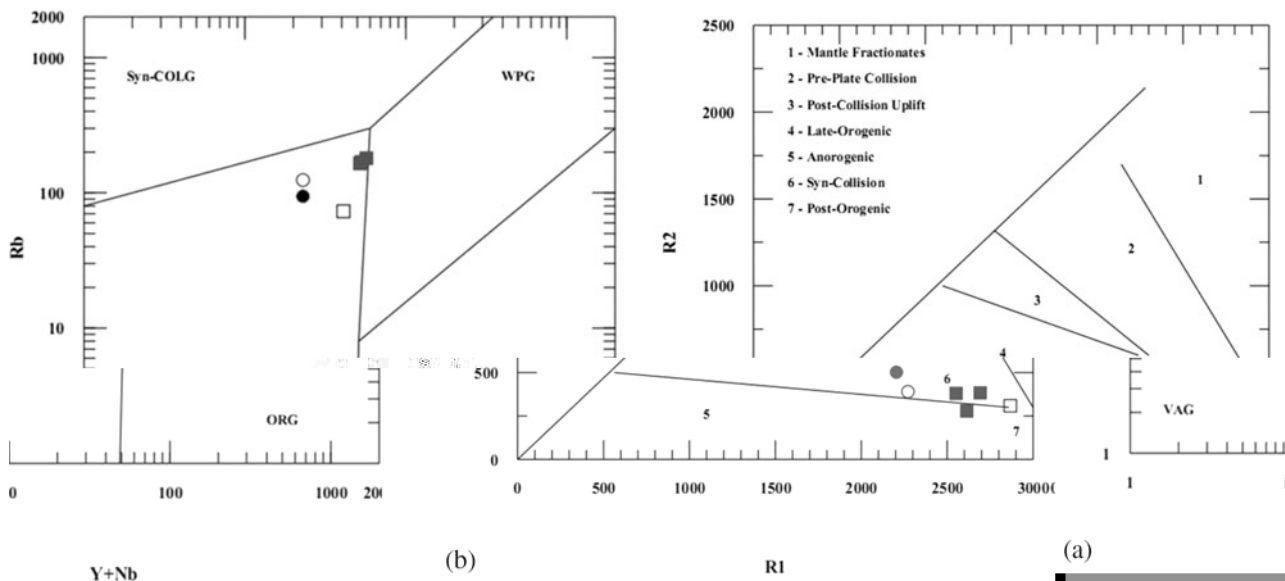 2000
1000
100
10
Rb
Syn-COLG
WPG
ORG
0
100
1000
200
Y+Nb
(b)
2500
2000
1500
1000
500
0
R2
1 - Mantle Fractionates
2 - Pre-Plate Collision
3 - Post-Collision Uplift
4 - Late-Orogenic
5 - Anorogenic
6 - Syn-Collision
7 - Post-Orogenic
1
2
3
4
6
5
7
0
500
1000
1500
2000
2500
30000
R1
VAG
1
1
1
(a)